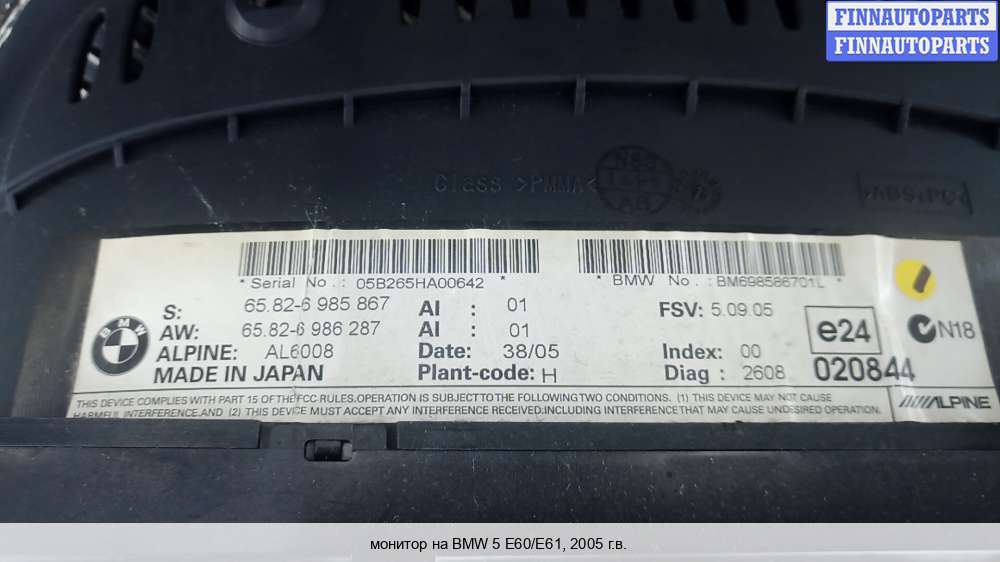 FINNAUTOPARTS
FINNAUTOPARTS
Class >PMMA<
* Serial No . : 05B265HA00642 *
* BMW No . : BM698586701L *
S: 65.82-6 985 867 AI : 01 FSV: 5.09.05
AW: 65.82-6 986 287 AI : 01 e24 N18
ALPINE: AL6008 Date: 38/05 Index: 00
MADE IN JAPAN Plant-code: H Diag : 2608 020844
BMW
THIS DEVICE COMPLIES WITH PART 15 OF THE FCC RULES.OPERATION IS SUBJECT TO THE FOLLOWING TWO CONDITIONS. (1) THIS DEVICE MAY NOT CAUSE
HARMFUL INTERFERENCE,AND (2) THIS DEVICE MUST ACCEPT ANY INTERFERENCE RECEIVED,INCLUDING INTERFERENCE THAT MAY CAUSE UNDESIRED OPERATION.
ALPINE
монитор на BMW 5 E60/E61, 2005 г.в.